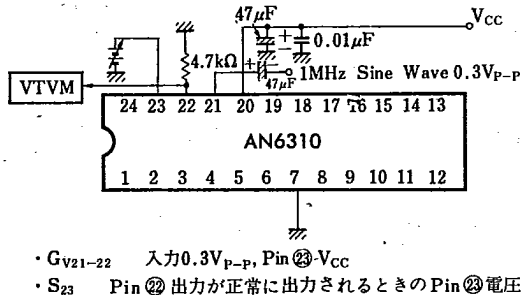 47μF
Vcc
+
−
0.01μF
4.7kΩ
+
47μF
1MHz Sine Wave 0.3Vp-p
VTVM
24 23 22 21 20 19 18 17 16 15 14 13
AN6310
1 2 3 4 5 6 7 8 9 10 11 12
・Gv21-22 入力0.3Vp-p, Pin㉓-Vcc
・S23 Pin㉒出力が正常に出力されるときのPin㉓電圧